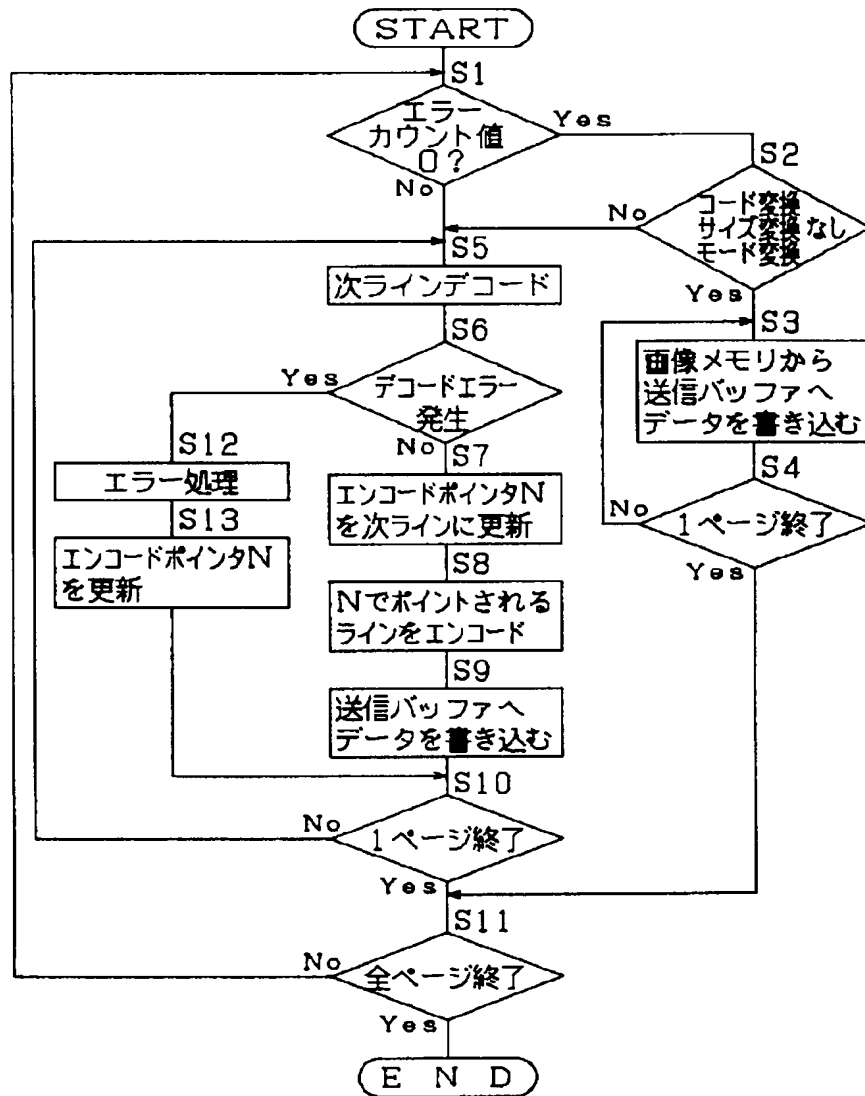 START
S1
エラー
カウント値
0?
Yes
No
S2
コード変換
サイズ変換なし
モード変換
No
Yes
S5
次ラインデコード
S3
画像メモリから
送信バッファへ
データを書き込む
S6
デコードエラー
発生
Yes
No
S4
1ページ終了
No
Yes
S12
エラー処理
S13
エンコードポインタN
を更新
S7
エンコードポインタN
を次ラインに更新
S8
Nでポイントされる
ラインをエンコード
S9
送信バッファへ
データを書き込む
S10
1ページ終了
No
Yes
S11
全ページ終了
No
Yes
END